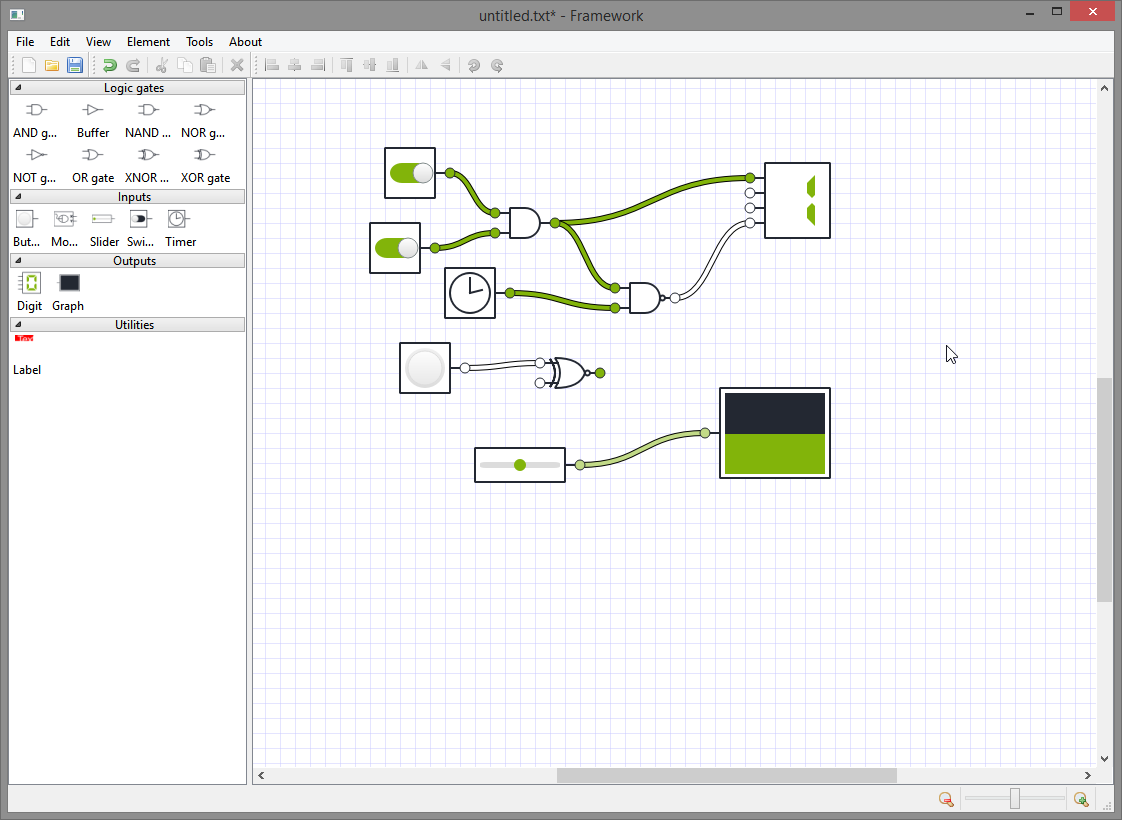 untitled.txt* - Framework
File Edit View Element Tools About
Logic gates
AND g... Buffer NAND ... NOR g...
NOT g... OR gate XNOR ... XOR gate
Inputs
But... Mo... Slider Swi... Timer
Outputs
Digit Graph
Utilities
Text
Label